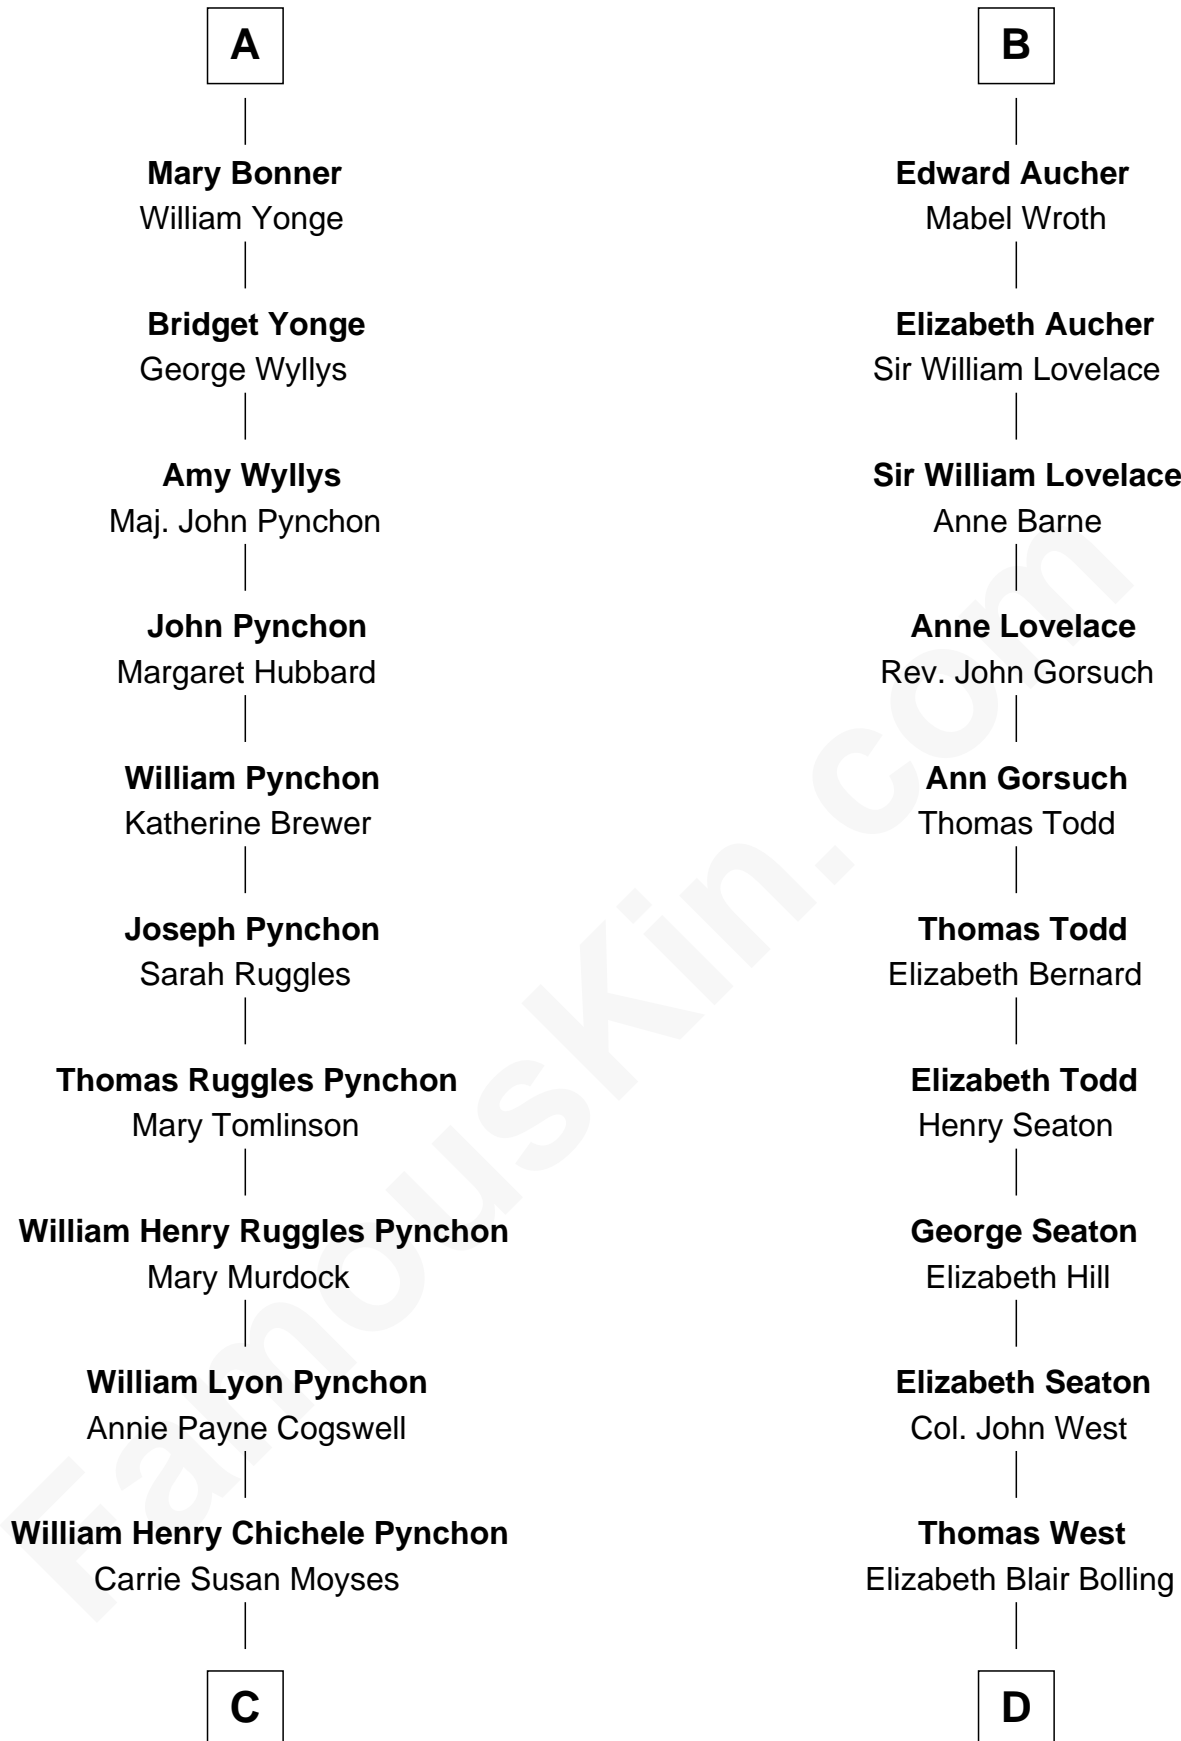 A
Mary Bonner
William Yonge
Bridget Yonge
George Wyllys
Amy Wyllys
Maj. John Pynchon
John Pynchon
Margaret Hubbard
William Pynchon
Katherine Brewer
Joseph Pynchon
Sarah Ruggles
Thomas Ruggles Pynchon
Mary Tomlinson
William Henry Ruggles Pynchon
Mary Murdock
William Lyon Pynchon
Annie Payne Cogswell
William Henry Chichele Pynchon
Carrie Susan Moyses
C
B
Edward Aucher
Mabel Wroth
Elizabeth Aucher
Sir William Lovelace
Sir William Lovelace
Anne Barne
Anne Lovelace
Rev. John Gorsuch
Ann Gorsuch
Thomas Todd
Thomas Todd
Elizabeth Bernard
Elizabeth Todd
Henry Seaton
George Seaton
Elizabeth Hill
Elizabeth Seaton
Col. John West
Thomas West
Elizabeth Blair Bolling
D
FamousKin.com